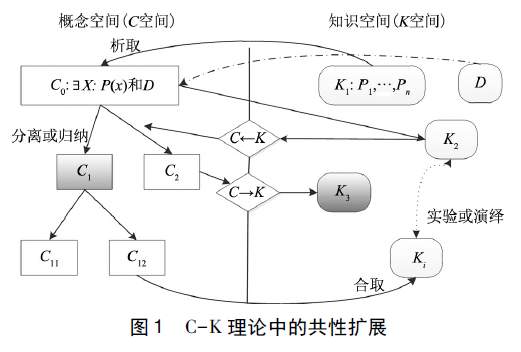 概念空间(C空间)
知识空间(K空间)
析取
C₀:∃X: P(x)和D
K₁: P₁,…,Pₙ
D
分离或归纳
C←K
K₂
C₁
C₂
C→K
K₃
实验或演绎
C₁₁
C₁₂
Kᵢ
合取
图1 C-K 理论中的共性扩展